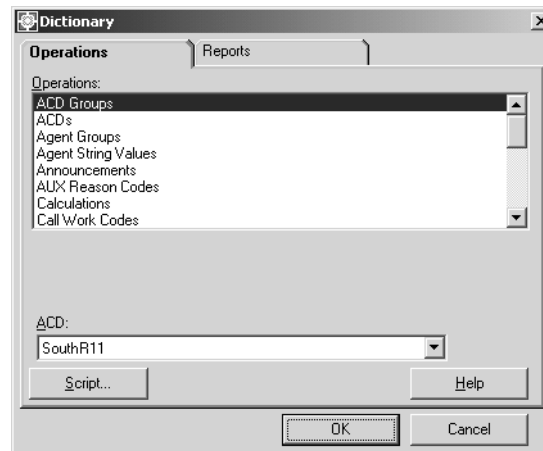 Dictionary
Operations
Reports
Operations:
ACD Groups
ACDs
Agent Groups
Agent String Values
Announcements
AUX Reason Codes
Calculations
Call Work Codes
ACD:
SouthR11
Script...
Help
OK
Cancel